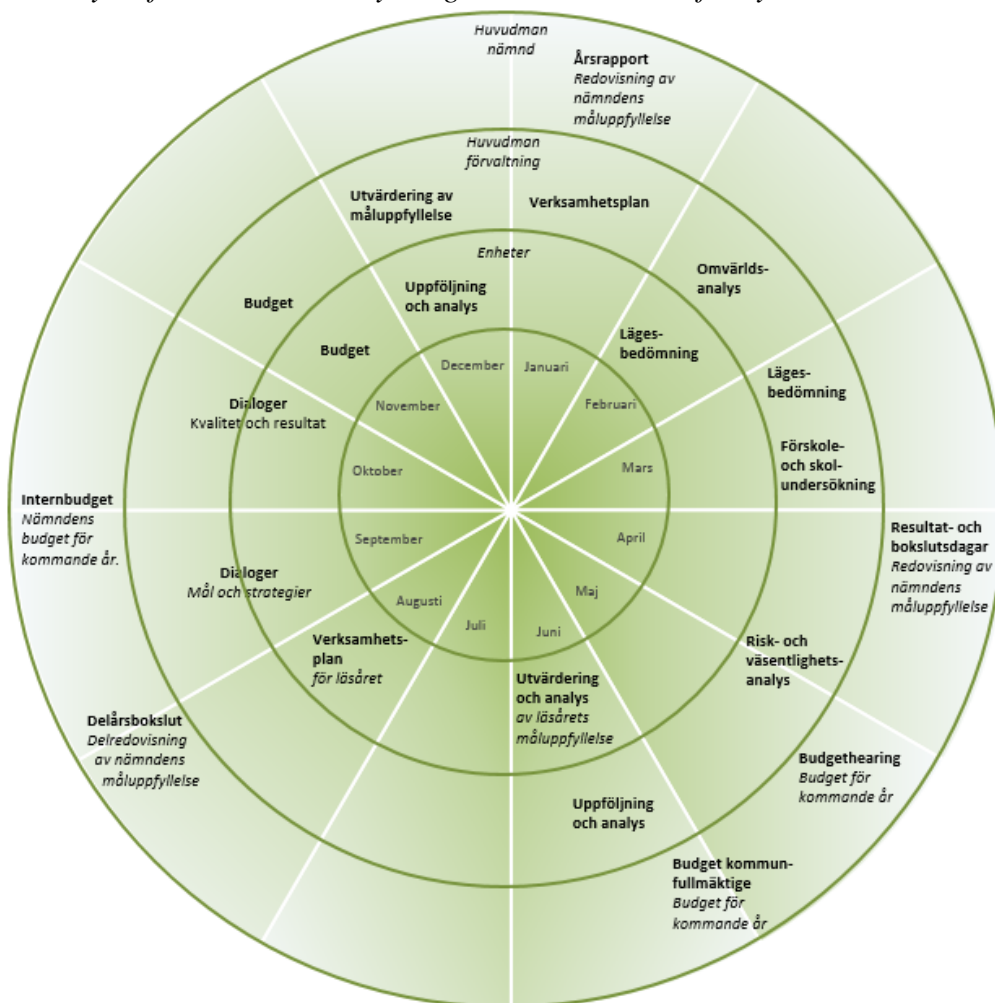 Huvudman
nämnd
Årsrapport
Redovisning av
nämndens
måluppfyllelse
Huvudman
förvaltning
Utvärdering av
måluppfyllelse
Verksamhetsplan
Enheter
Omvärlds-
analys
Uppföljning
och analys
Budget
Läges-
bedömning
Budget
December
Januari
Läges-
bedömning
November
Februari
Dialoger
Kvalitet och resultat
Oktober
Mars
Förskole-
och skol-
undersökning
Internbudget
Nämndens
budget för
kommande år.
September
April
Resultat- och
bokslutsdagar
Redovisning av
nämndens
måluppfyllelse
Dialoger
Mål och strategier
Augusti
Maj
Juli
Juni
Verksamhets-
plan
för läsåret
Risk- och
väsentlighets-
analys
Utvärdering
och analys
av läsårets
måluppfyllelse
Delårsbokslut
Delredovisning
av nämndens
måluppfyllelse
Budgethearing
Budget för
kommande år
Uppföljning
och analys
Budget kommun-
fullmäktige
Budget för
kommande år